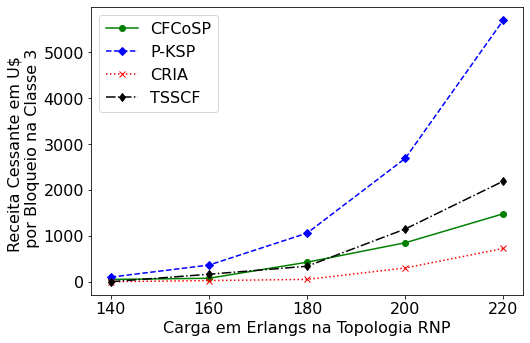 CFCoSP
P-KSP
CRIA
TSSCF
Receita Cessante em U$
por Bloqueio na Classe 3
5000
4000
3000
2000
1000
0
140 160 180 200 220
Carga em Erlangs na Topologia RNP